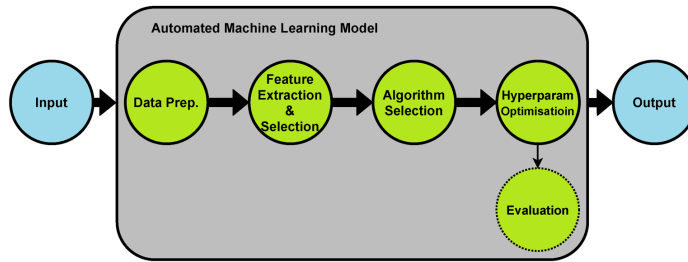 Automated Machine Learning Model
Input
Data Prep.
Feature
Extraction
&
Selection
Algorithm
Selection
Hyperparam
Optimisatioin
Output
Evaluation